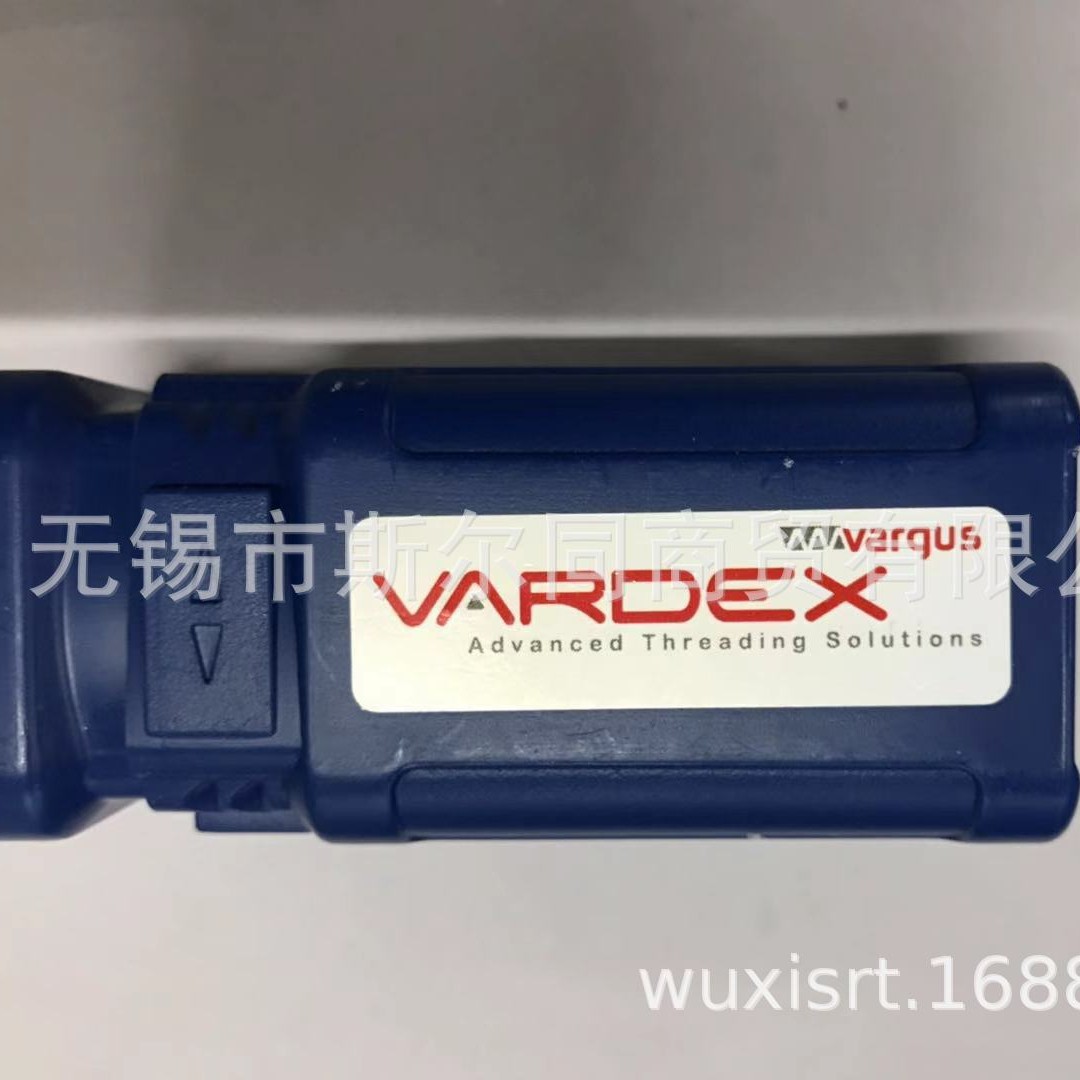 vargus
VARDEX
Advanced Threading Solutions
无锡市斯尔同商贸有限公
wuxisrt.1688